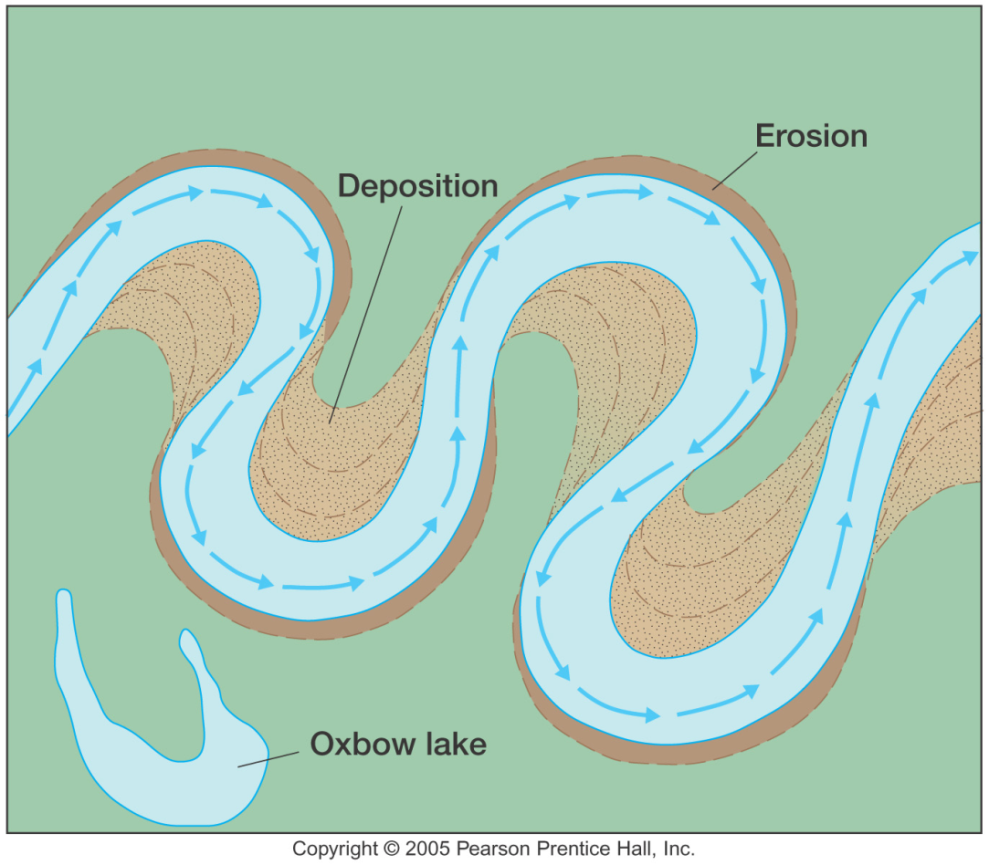 Erosion
Deposition
Oxbow lake
Copyright © 2005 Pearson Prentice Hall, Inc.